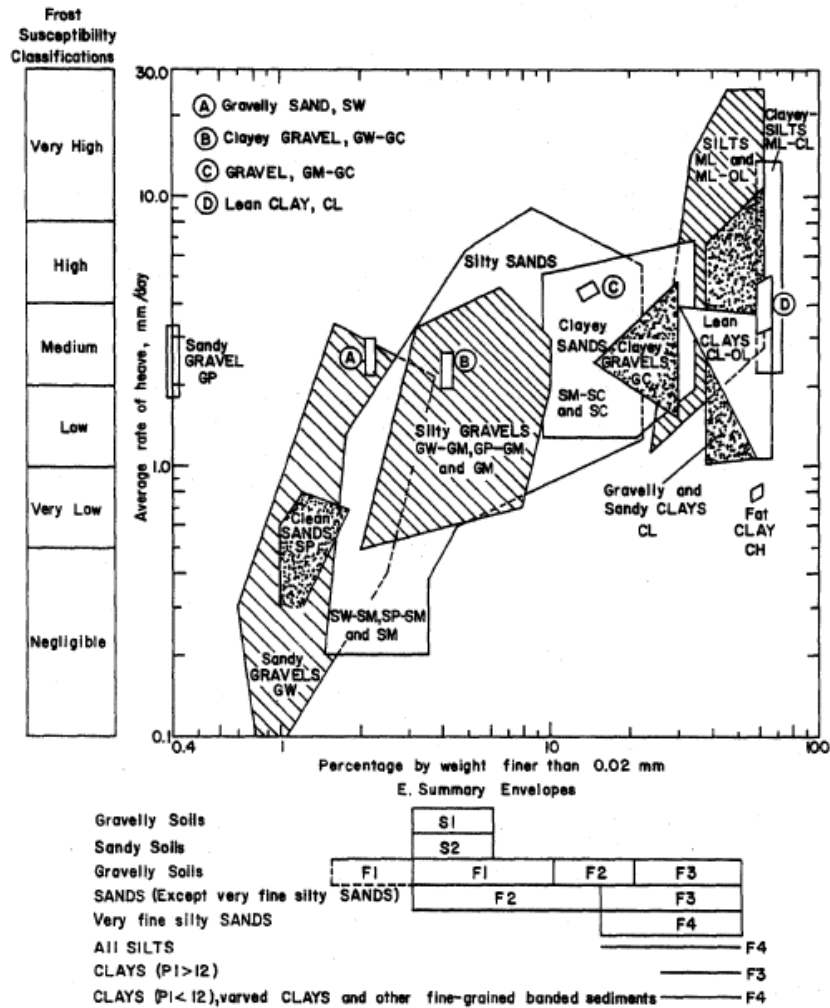 Frost
Susceptibility
Classifications
Very High
High
Medium
Low
Very Low
Negligible
Average rate of heave, mm/day
30.0
10.0
1.0
0.1
A Gravelly SAND, SW
B Clayey GRAVEL, GW-GC
C GRAVEL, GM-GC
D Lean CLAY, CL
Clayey-
SILTS
ML-CL
SILTS
ML and
ML-OL
Silty SANDS
C
D
Sandy
GRAVEL
GP
A
B
Clayey
SANDS
Clayey
GRAVELS
GC
Lean
CLAYS
CL-OL
SM-SC
and SC
Silty GRAVELS
GW-GM, GP-GM
and GM
Gravelly and
Sandy CLAYS
CL
Fat
CLAY
CH
Clean
SANDS
SP
SW-SM, SP-SM
and SM
Sandy
GRAVELS
GW
0.4
1
10
100
Percentage by weight finer than 0.02 mm
E. Summary Envelopes
Gravelly Soils S1
Sandy Soils S2
Gravelly Soils F1 F1 F2 F3
SANDS (Except very fine silty SANDS) F2 F3
Very fine silty SANDS F4
All SILTS F4
CLAYS (PI>12) F3
CLAYS (PI<12), varved CLAYS and other fine-grained banded sediments F4